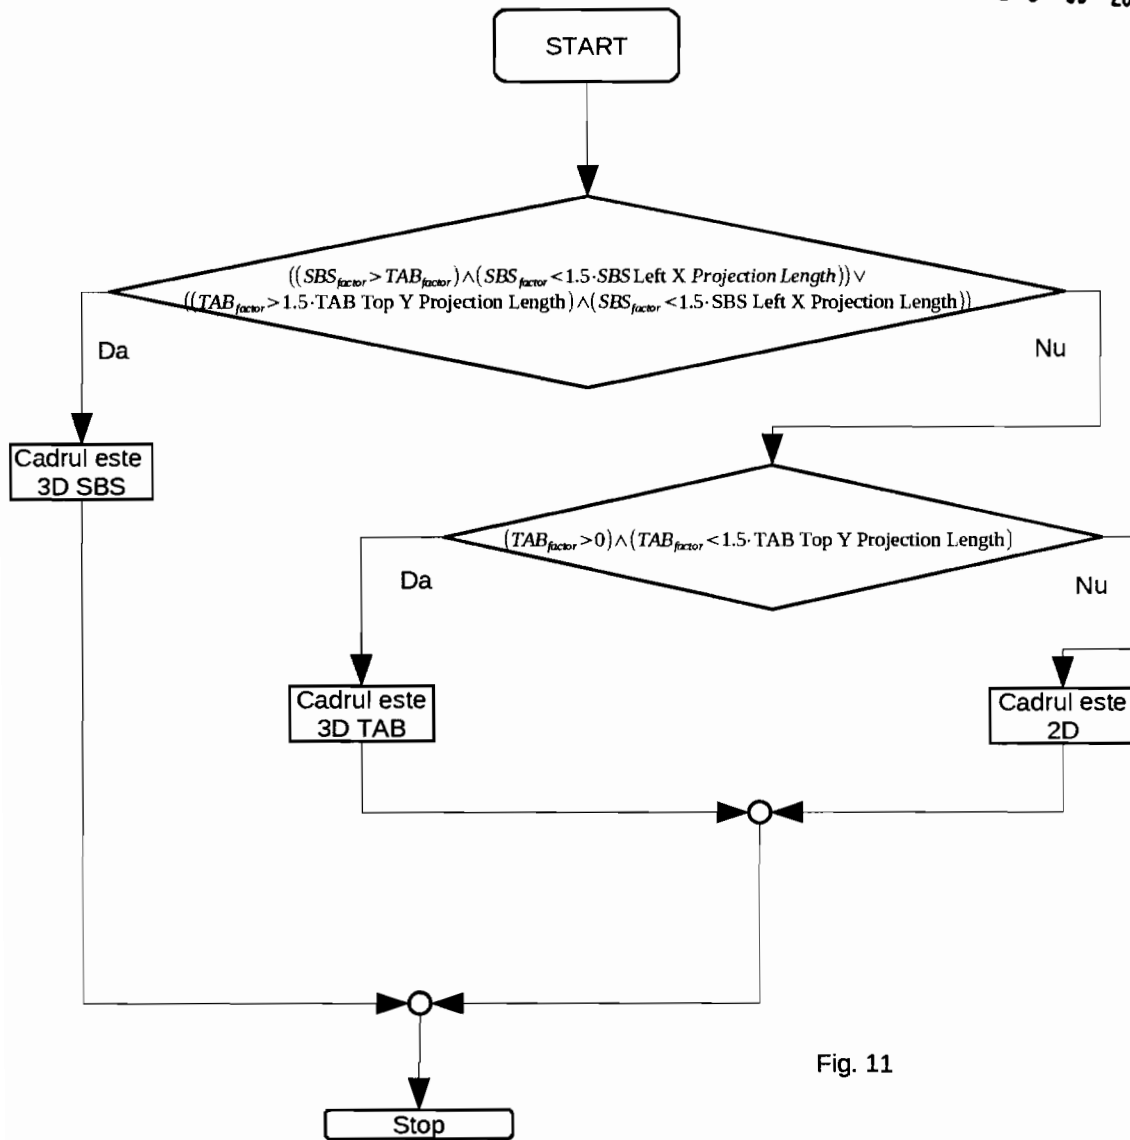 START
((SBS_factor > TAB_factor) ∧ (SBS_factor < 1.5·SBS Left X Projection Length)) ∨
((TAB_factor > 1.5·TAB Top Y Projection Length) ∧ (SBS_factor < 1.5·SBS Left X Projection Length))
Da
Nu
Cadrul este
3D SBS
(TAB_factor > 0) ∧ (TAB_factor < 1.5·TAB Top Y Projection Length)
Da
Nu
Cadrul este
3D TAB
Cadrul este
2D
Fig. 11
Stop